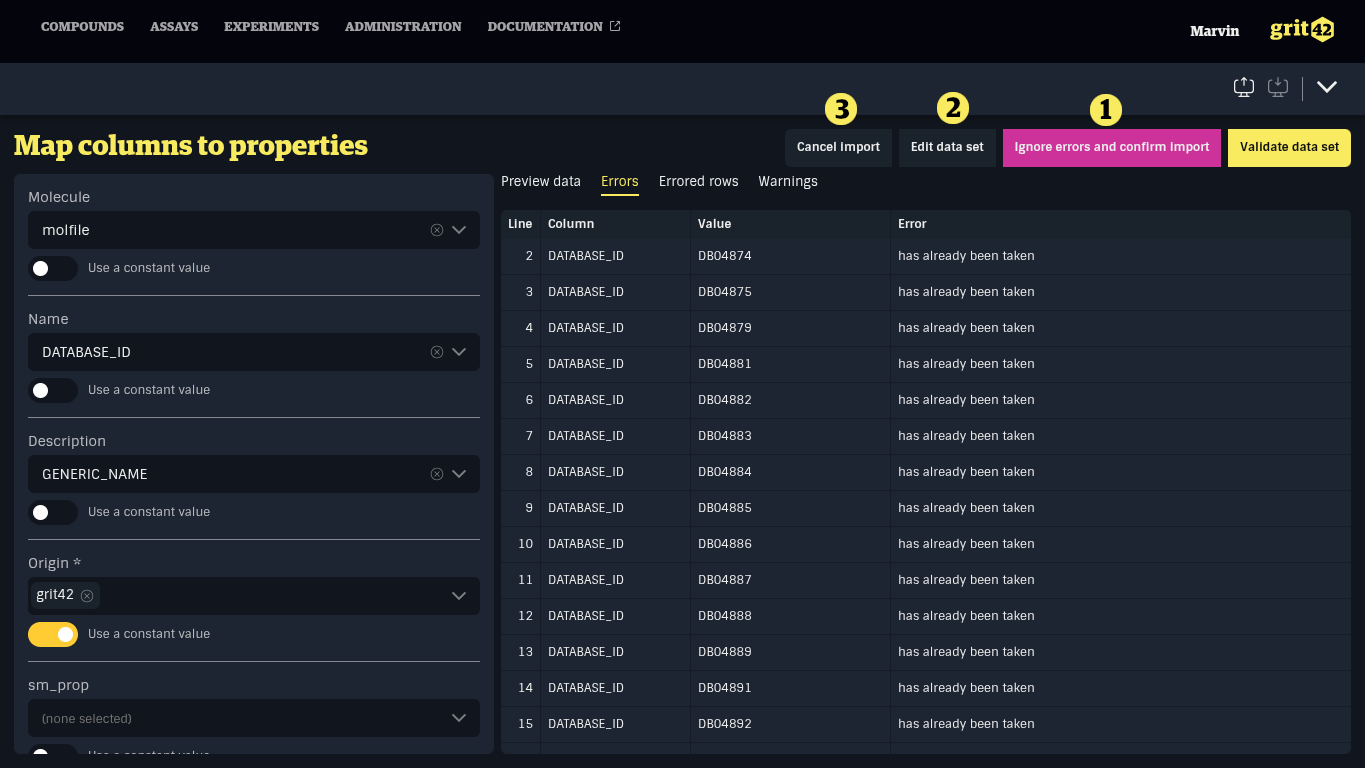 COMPOUNDS ASSAYS EXPERIMENTS ADMINISTRATION DOCUMENTATION Marvin grit42
3 2 1
Map columns to properties
Cancel import Edit data set Ignore errors and confirm import Validate data set
Preview data Errors Errored rows Warnings
Molecule
molfile
Use a constant value
Name
DATABASE_ID
Use a constant value
Description
GENERIC_NAME
Use a constant value
Origin *
grit42
Use a constant value
sm_prop
(none selected)
Use a constant value
Line Column Value Error
2 DATABASE_ID DB04874 has already been taken
3 DATABASE_ID DB04875 has already been taken
4 DATABASE_ID DB04879 has already been taken
5 DATABASE_ID DB04881 has already been taken
6 DATABASE_ID DB04882 has already been taken
7 DATABASE_ID DB04883 has already been taken
8 DATABASE_ID DB04884 has already been taken
9 DATABASE_ID DB04885 has already been taken
10 DATABASE_ID DB04886 has already been taken
11 DATABASE_ID DB04887 has already been taken
12 DATABASE_ID DB04888 has already been taken
13 DATABASE_ID DB04889 has already been taken
14 DATABASE_ID DB04891 has already been taken
15 DATABASE_ID DB04892 has already been taken